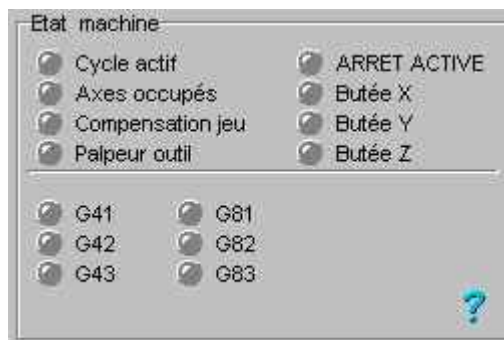 Etat machine
Cycle actif
Axes occupés
Compensation jeu
Palpeur outil
ARRET ACTIVE
Butée X
Butée Y
Butée Z
G41
G42
G43
G81
G82
G83
?